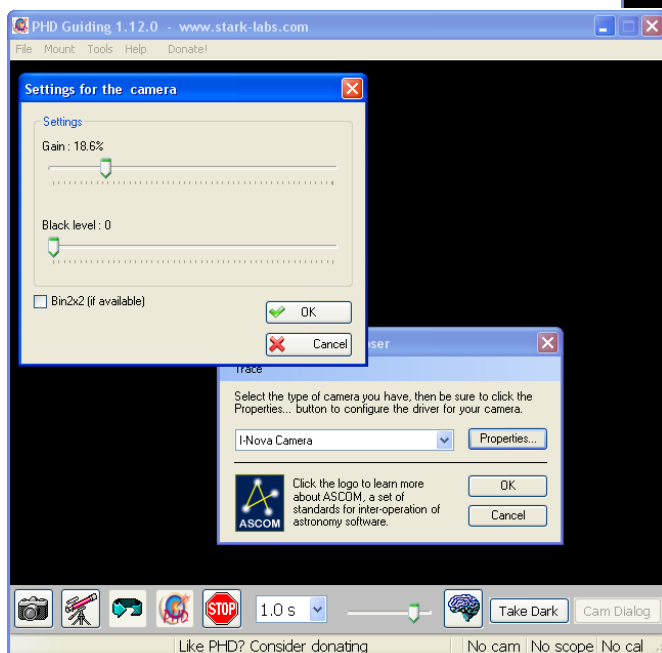 PHD Guiding 1.12.0 - www.stark-labs.com
File Mount Tools Help Donate!
Settings for the camera
Settings
Gain : 18.6%
Black level : 0
Bin2x2 (if available)
OK
Cancel
Trace
Select the type of camera you have, then be sure to click the
Properties... button to configure the driver for your camera.
I-Nova Camera
Properties...
ASCOM
Click the logo to learn more
about ASCOM, a set of
standards for inter-operation of
astronomy software.
OK
Cancel
STOP
1.0 s
Take Dark
Cam Dialog
Like PHD? Consider donating
No cam
No scope
No cal